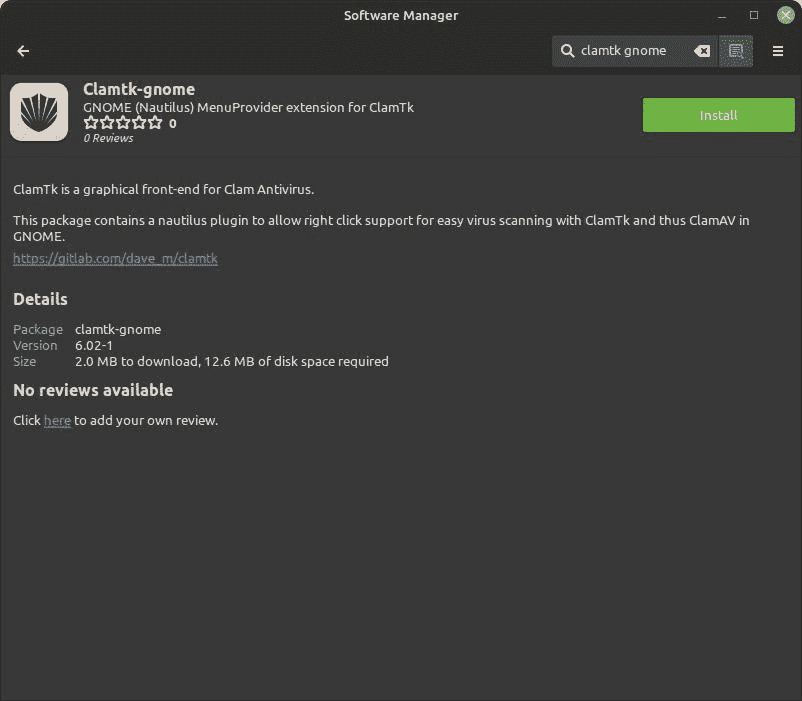 Software Manager
clamtk gnome
Clamtk-gnome
GNOME (Nautilus) MenuProvider extension for ClamTk
0
0 Reviews
Install
ClamTk is a graphical front-end for Clam Antivirus.
This package contains a nautilus plugin to allow right click support for easy virus scanning with ClamTk and thus ClamAV in
GNOME.
https://gitlab.com/dave_m/clamtk
Details
Package clamtk-gnome
Version 6.02-1
Size 2.0 MB to download, 12.6 MB of disk space required
No reviews available
Click here to add your own review.